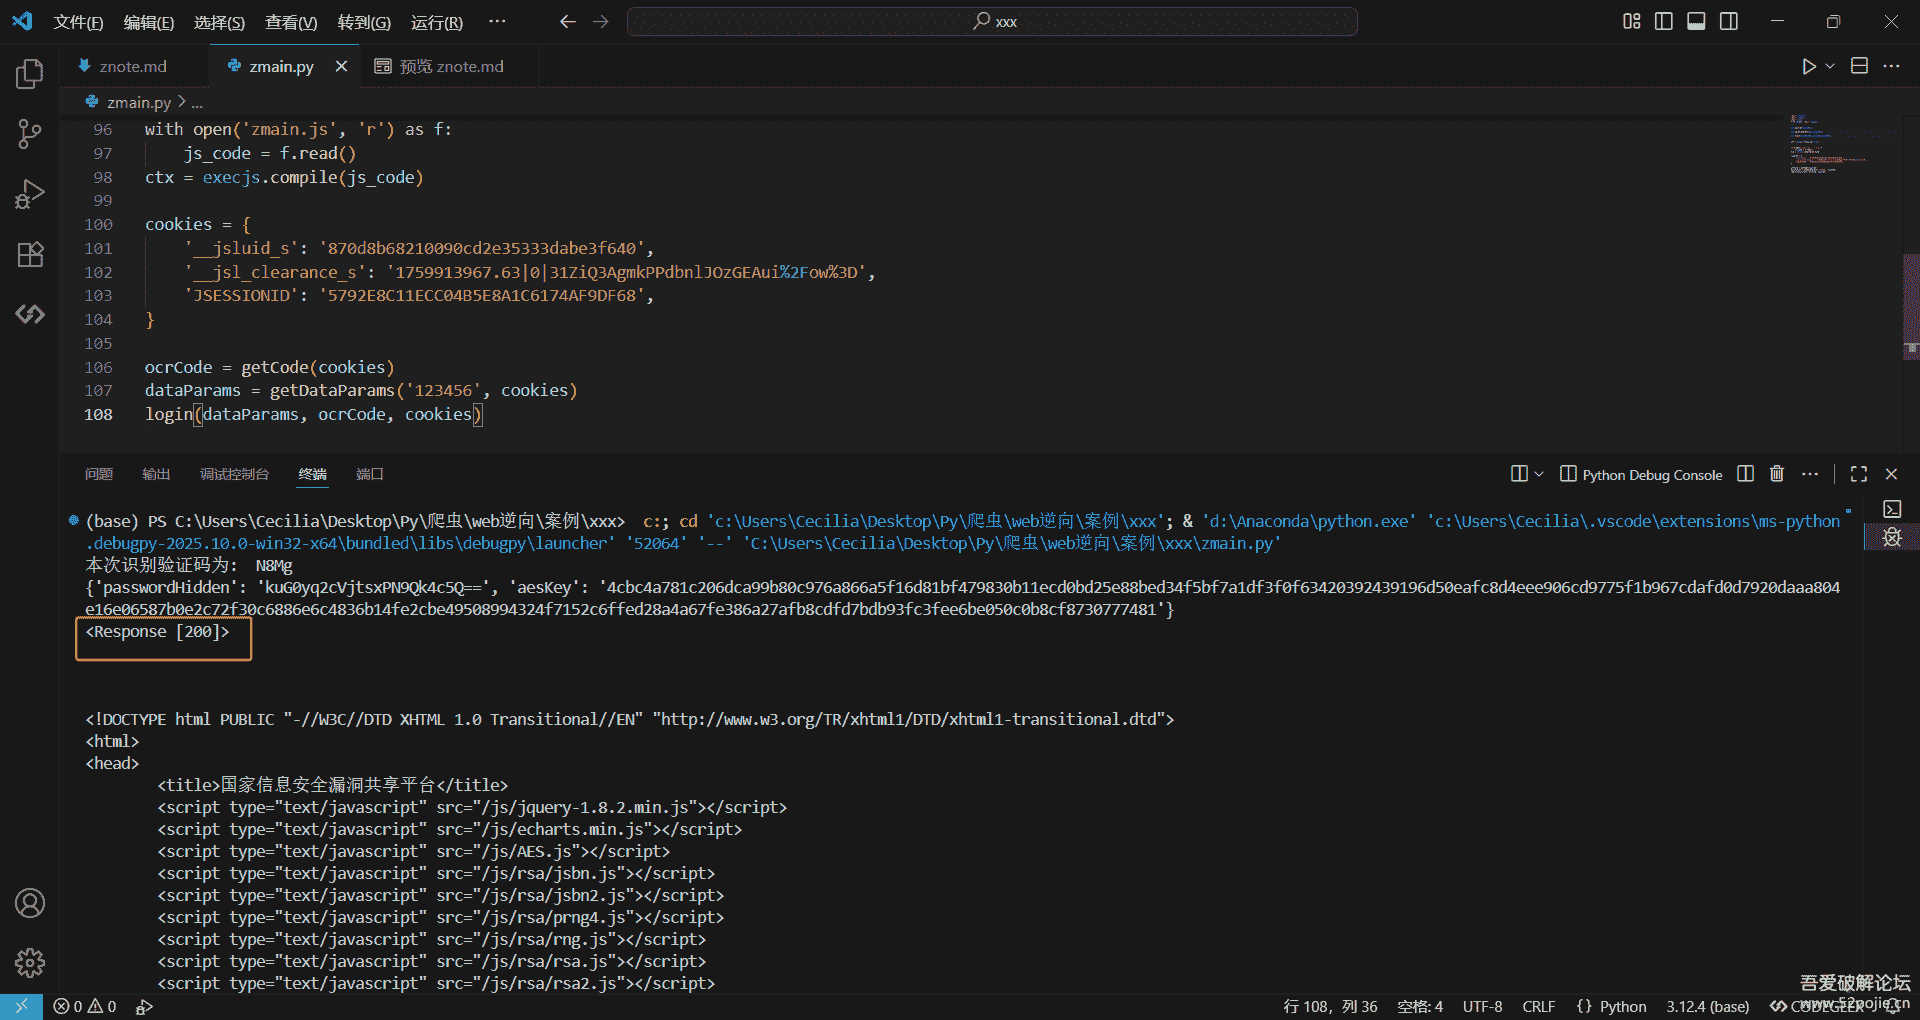 文件(F) 编辑(E) 选择(S) 查看(V) 转到(G) 运行(R) ··· xxx
znote.md zmain.py 预览 znote.md
zmain.py > ...
96 with open('zmain.js', 'r') as f:
97 js_code = f.read()
98 ctx = execjs.compile(js_code)
99
100 cookies = {
101 '__jsluid_s': '870d8b68210090cd2e35333dabe3f640',
102 '__jsl_clearance_s': '1759913967.63|0|31ZiQ3AgmkPPdbnlJOzGEAui%2Fow%3D',
103 'JSESSIONID': '5792E8C11ECC04B5E8A1C6174AF9DF68',
104 }
105
106 ocrCode = getCode(cookies)
107 dataParams = getDataParams('123456', cookies)
108 login(dataParams, ocrCode, cookies)
问题 输出 调试控制台 终端 端口 Python Debug Console
(base) PS C:\Users\Cecilia\Desktop\Py\爬虫\web逆向\案例\xxx> c:; cd 'c:\Users\Cecilia\Desktop\Py\爬虫\web逆向\案例\xxx'; & 'd:\Anaconda\python.exe' 'c:\Users\Cecilia\.vscode\extensions\ms-python
.debugpy-2025.10.0-win32-x64\bundled\libs\debugpy\launcher' '52064' '--' 'C:\Users\Cecilia\Desktop\Py\爬虫\web逆向\案例\xxx\zmain.py'
本次识别验证码为: N8Mg
{'passwordHidden': 'kuG0yq2cVjtsxPN9Qk4c5Q==', 'aesKey': '4cbc4a781c206dca99b80c976a866a5f16d81bf479830b11ecd0bd25e88bed34f5bf7a1df3f0f63420392439196d50eafc8d4eee906cd9775f1b967cdafd0d7920daaa804
e16e06587b0e2c72f30c6886e6c4836b14fe2cbe49508994324f7152c6ffed28a4a67fe386a27afb8cdfd7bdb93fc3fee6be050c0b8cf8730777481'}
<Response [200]>
<!DOCTYPE html PUBLIC "-//W3C//DTD XHTML 1.0 Transitional//EN" "http://www.w3.org/TR/xhtml1/DTD/xhtml1-transitional.dtd">
<html>
<head>
<title>国家信息安全漏洞共享平台</title>
<script type="text/javascript" src="/js/jquery-1.8.2.min.js"></script>
<script type="text/javascript" src="/js/echarts.min.js"></script>
<script type="text/javascript" src="/js/AES.js"></script>
<script type="text/javascript" src="/js/rsa/jsbn.js"></script>
<script type="text/javascript" src="/js/rsa/jsbn2.js"></script>
<script type="text/javascript" src="/js/rsa/prng4.js"></script>
<script type="text/javascript" src="/js/rsa/rng.js"></script>
<script type="text/javascript" src="/js/rsa/rsa.js"></script>
<script type="text/javascript" src="/js/rsa/rsa2.js"></script>
吾爱破解论坛
www.52pojie.cn
0 0 行 108，列 36 空格: 4 UTF-8 CRLF {} Python 3.12.4 (base) CODEGEEX